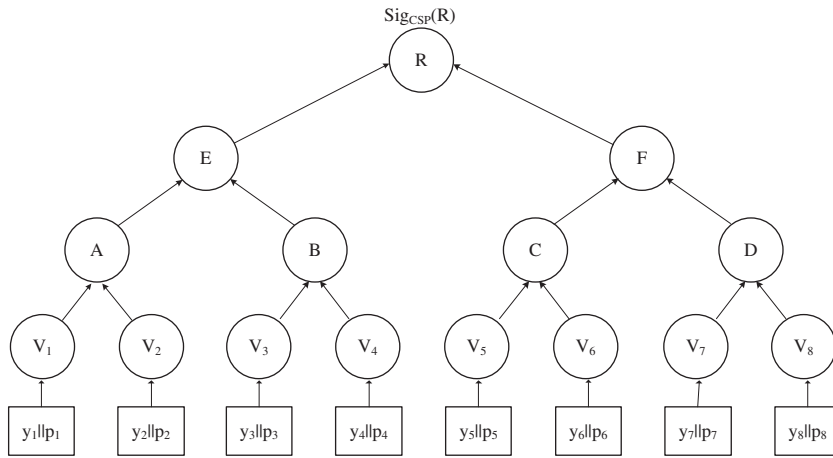 Sig_CSP(R)
R
E
F
A
B
C
D
V₁
V₂
V₃
V₄
V₅
V₆
V₇
V₈
y₁||p₁
y₂||p₂
y₃||p₃
y₄||p₄
y₅||p₅
y₆||p₆
y₇||p₇
y₈||p₈